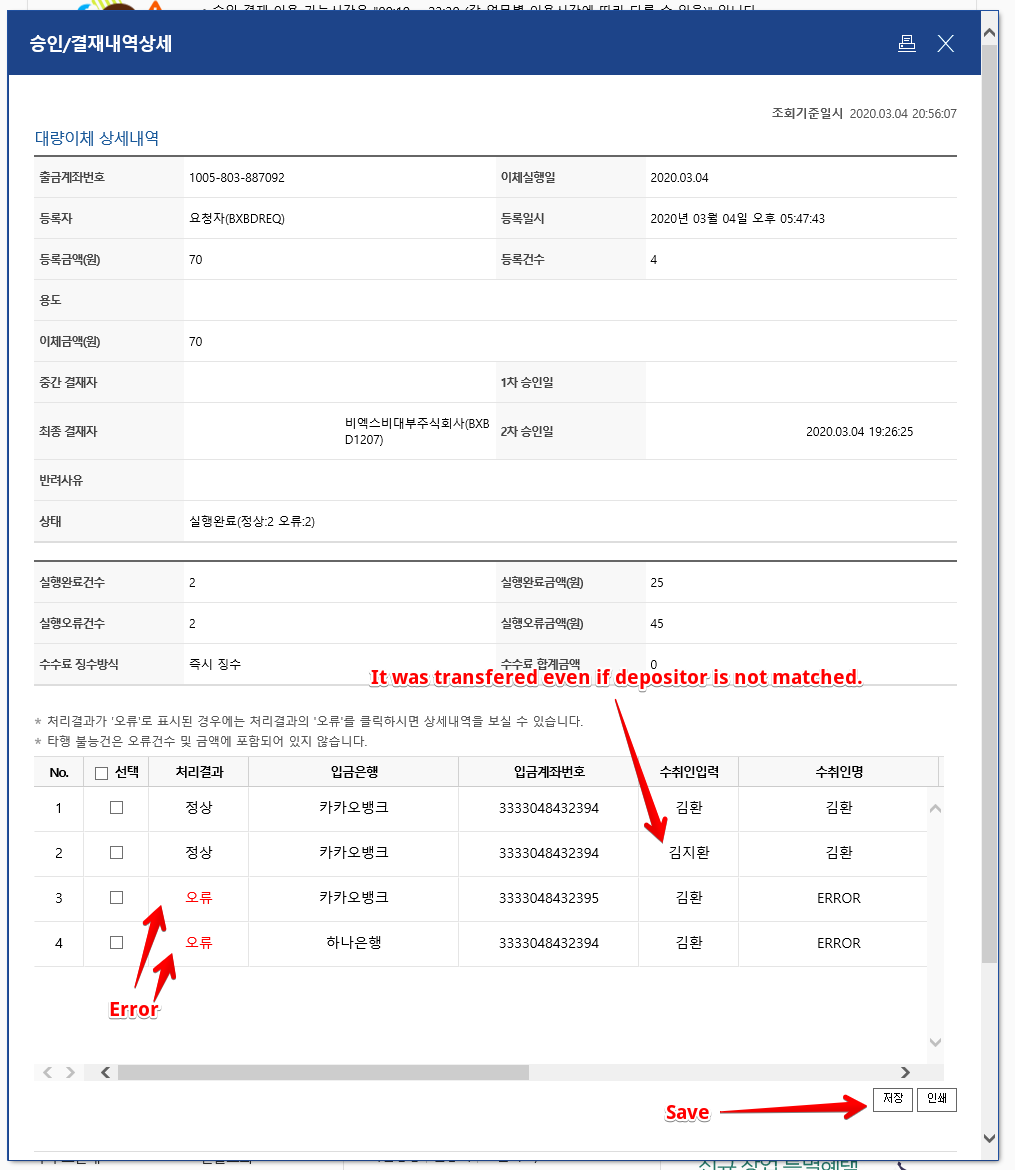 승인/결재내역상세
조회기준일시 2020.03.04 20:56:07
대량이체 상세내역
출금계좌번호 1005-803-887092 이체실행일 2020.03.04
등록자 요청자(BXBDREQ) 등록일시 2020년 03월 04일 오후 05:47:43
등록금액(원) 70 등록건수 4
용도
이체금액(원) 70
중간 결재자 1차 승인일
최종 결재자 비엑스비대부주식회사(BXB
D1207) 2차 승인일 2020.03.04 19:26:25
반려사유
상태 실행완료(정상:2 오류:2)
실행완료건수 2 실행완료금액(원) 25
실행오류건수 2 실행오류금액(원) 45
수수료 징수방식 즉시 징수 수수료 합계금액 0
It was transfered even if depositor is not matched.
* 처리결과가 '오류'로 표시된 경우에는 처리결과의 '오류'를 클릭하시면 상세내역을 보실 수 있습니다.
* 타행 불능건은 오류건수 및 금액에 포함되어 있지 않습니다.
No. 선택 처리결과 입금은행 입금계좌번호 수취인입력 수취인명
1 정상 카카오뱅크 3333048432394 김환 김환
2 정상 카카오뱅크 3333048432394 김지환 김환
3 오류 카카오뱅크 3333048432395 김환 ERROR
4 오류 하나은행 3333048432394 김환 ERROR
Error
저장 인쇄
Save